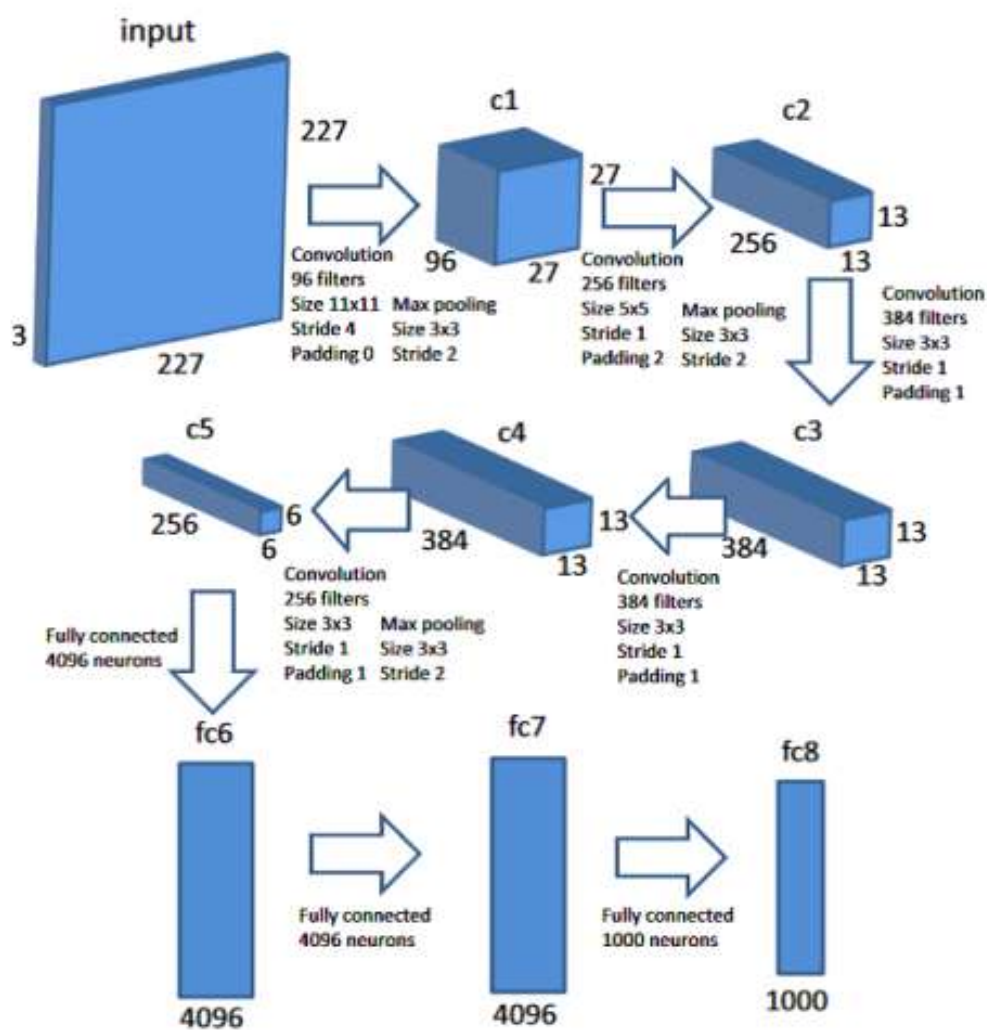 input
227
3
227
c1
27
96
27
Convolution
96 filters
Size 11x11 Max pooling
Stride 4 Size 3x3
Padding 0 Stride 2
c2
13
256
13
Convolution
256 filters
Size 5x5 Max pooling
Stride 1 Size 3x3
Padding 2 Stride 2
Convolution
384 filters
Size 3x3
Stride 1
Padding 1
c3
13
384
13
Convolution
384 filters
Size 3x3
Stride 1
Padding 1
c4
13
384
13
Convolution
256 filters
Size 3x3 Max pooling
Stride 1 Size 3x3
Padding 1 Stride 2
c5
6
256
6
Fully connected
4096 neurons
fc6
4096
Fully connected
4096 neurons
fc7
4096
Fully connected
1000 neurons
fc8
1000